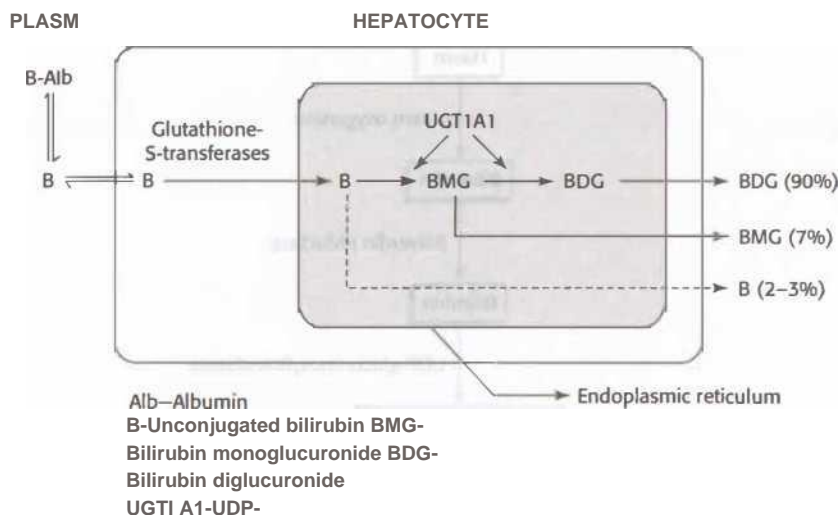 PLASM HEPATOCYTE
B-Alb
Glutathione-
S-transferases
UGT1A1
B B B BMG BDG BDG (90%)
BMG (7%)
B (2–3%)
Endoplasmic reticulum
Alb–Albumin
B-Unconjugated bilirubin BMG-
Bilirubin monoglucuronide BDG-
Bilirubin diglucuronide
UGTI A1-UDP-